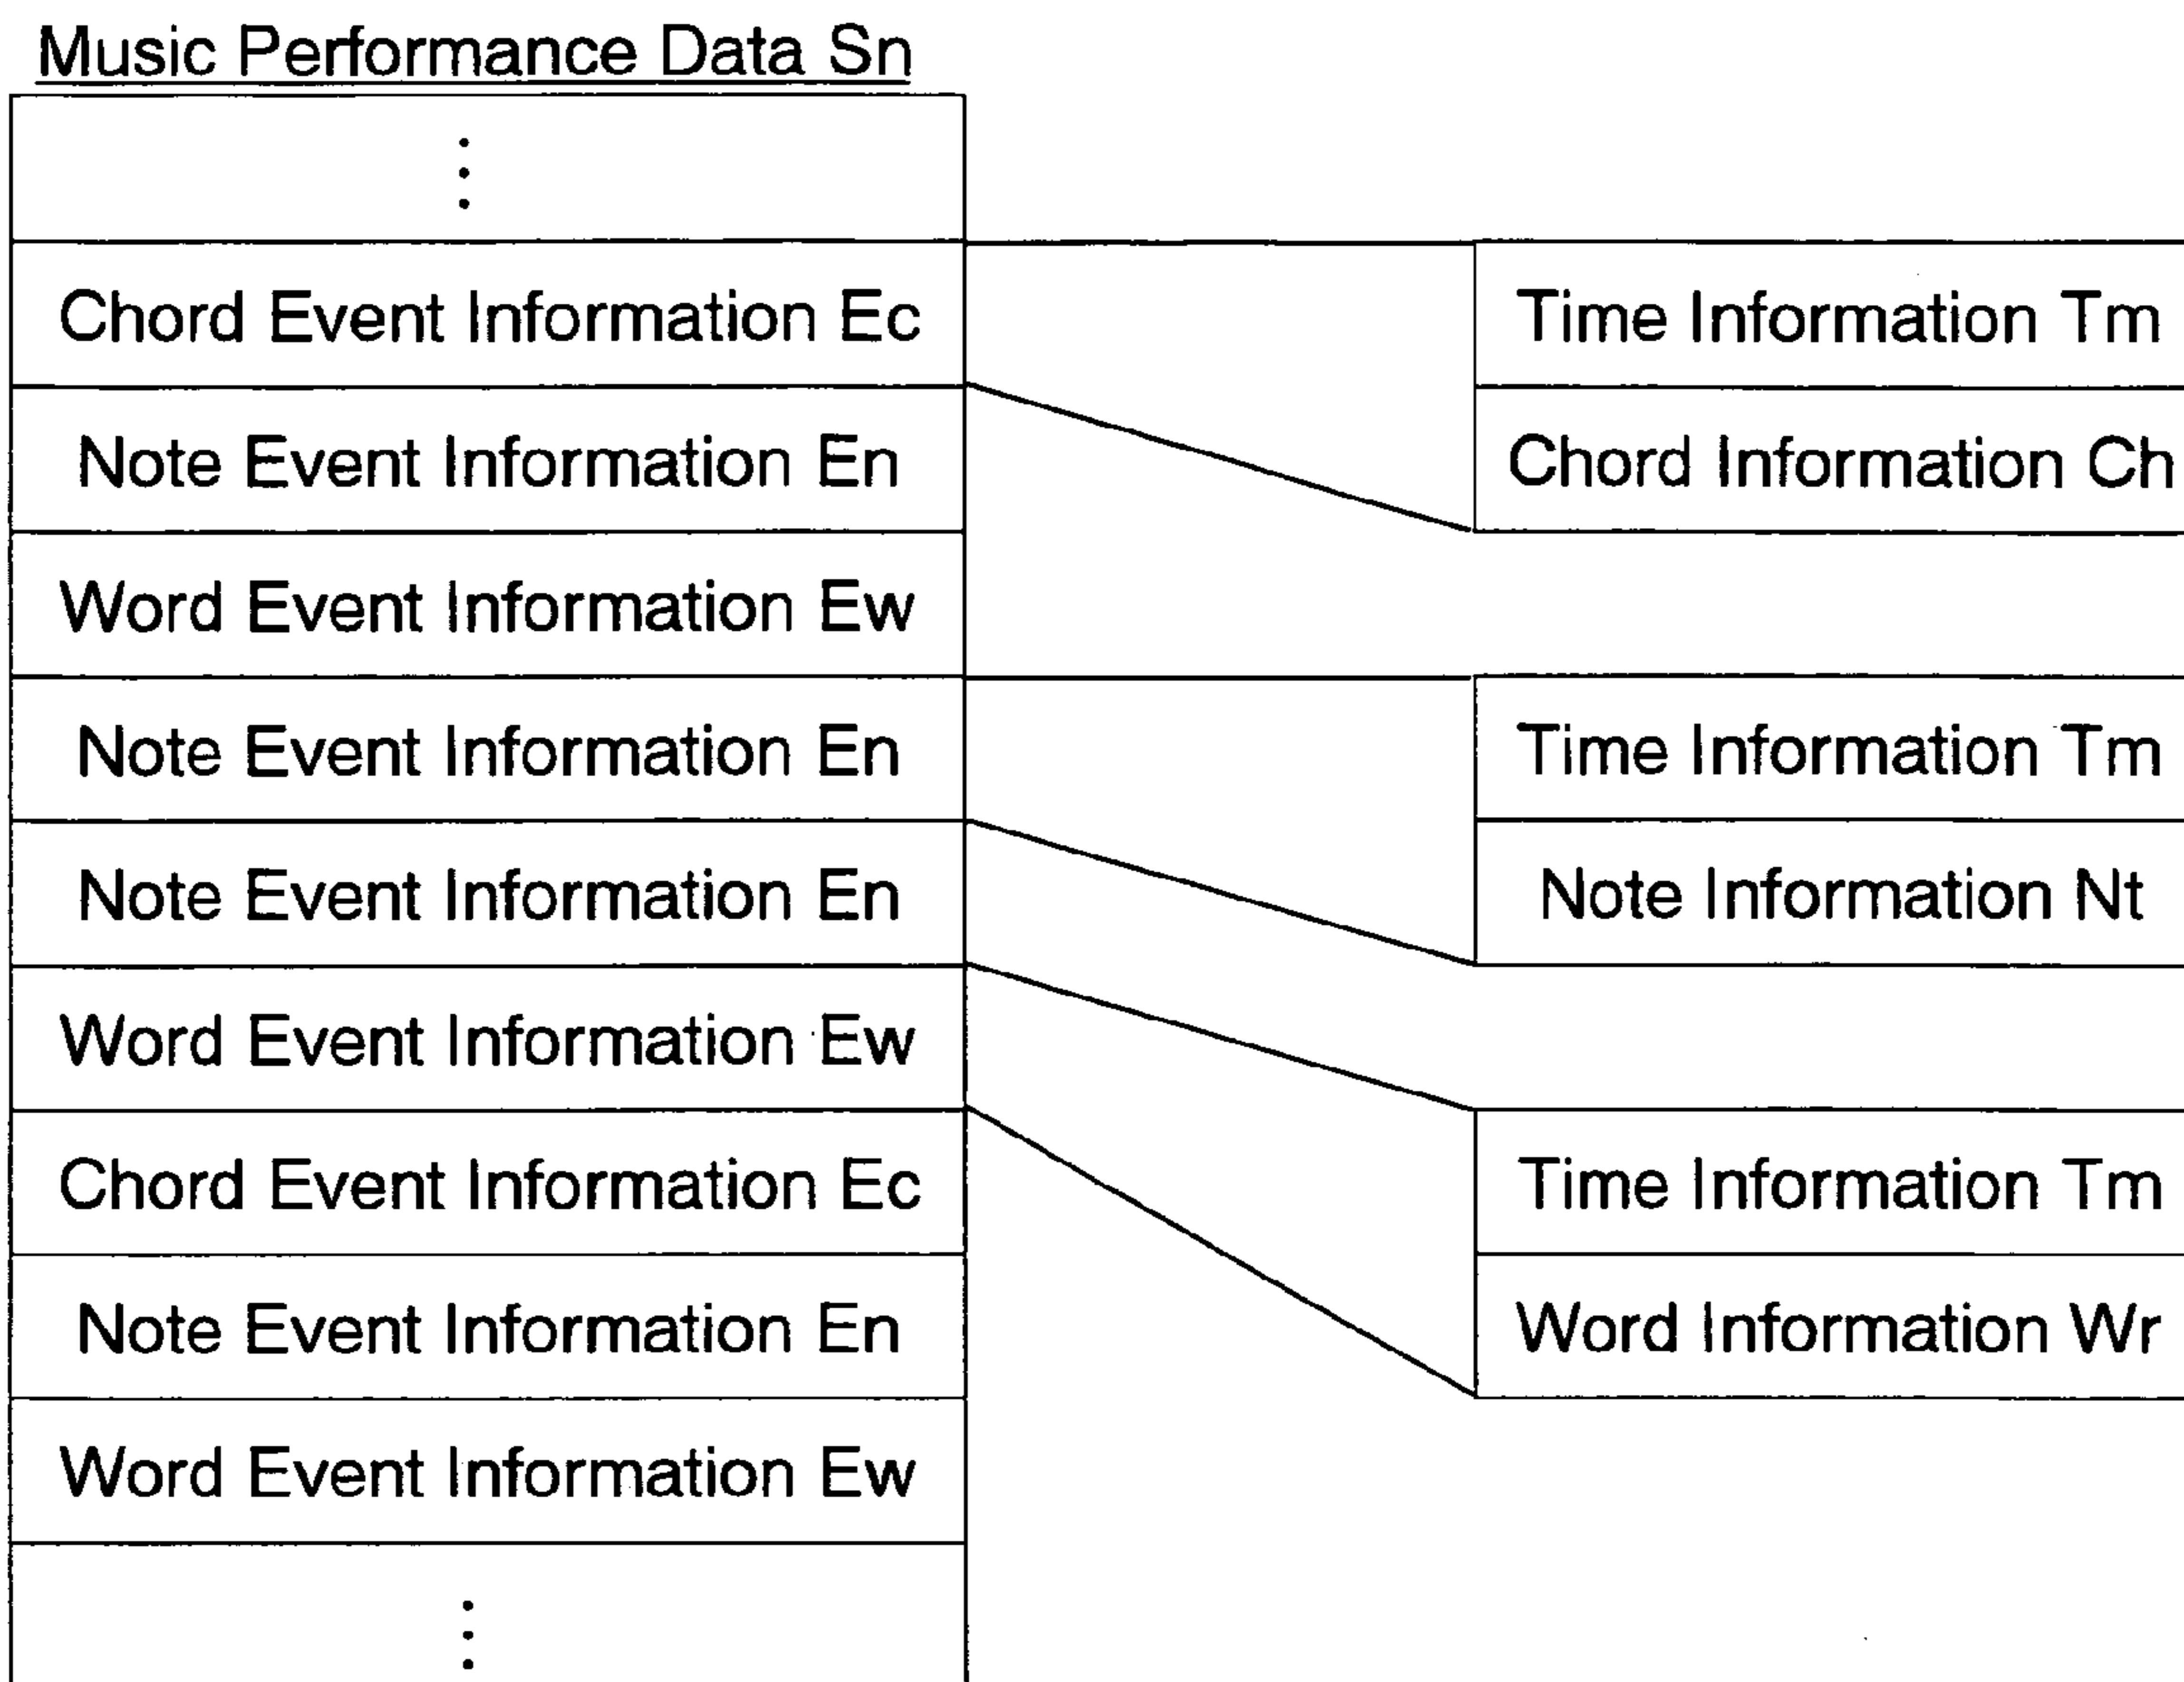 Music Performance Data Sn
Chord Event Information Ec
Note Event Information En
Word Event Information Ew
Note Event Information En
Note Event Information En
Word Event Information Ew
Chord Event Information Ec
Note Event Information En
Word Event Information Ew
Time Information Tm
Chord Information Ch
Time Information Tm
Note Information Nt
Time Information Tm
Word Information Wr